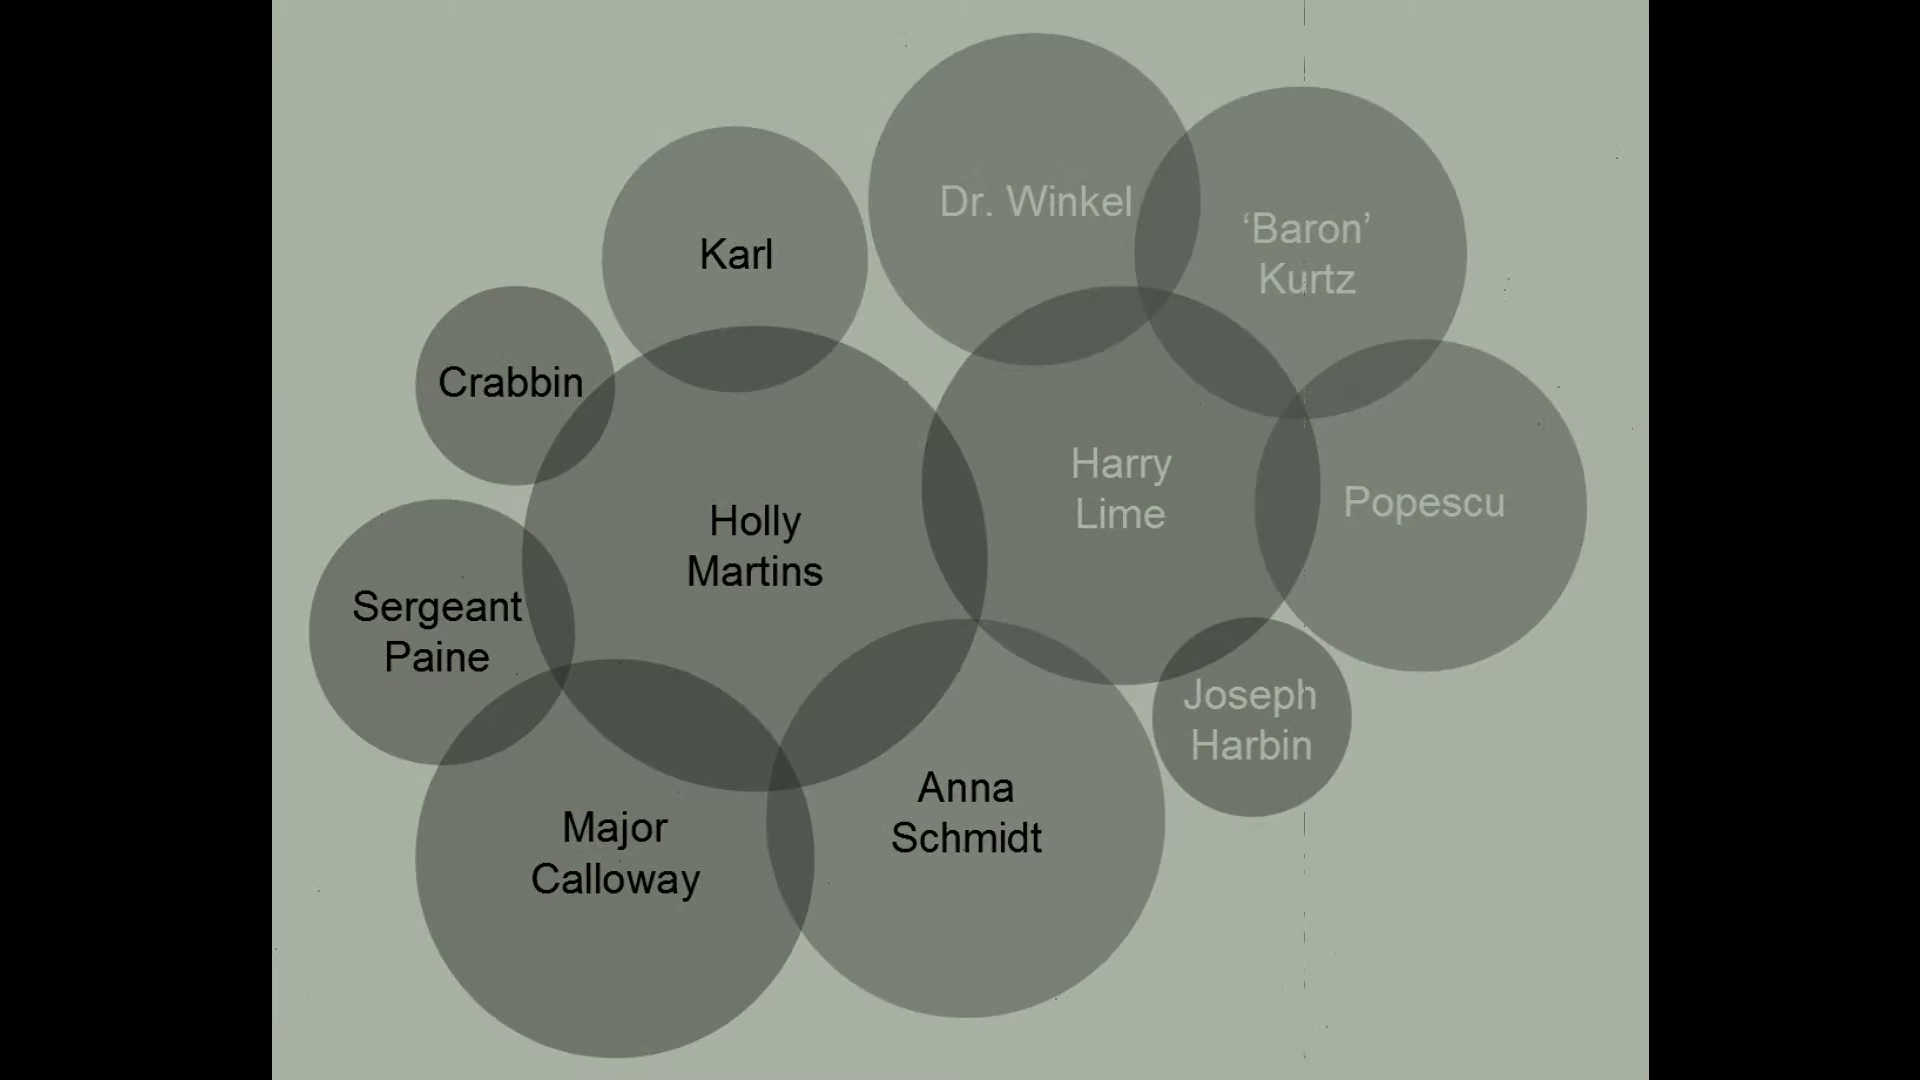 Dr. Winkel
‘Baron’
Kurtz
Karl
Crabbin
Harry
Lime
Popescu
Holly
Martins
Sergeant
Paine
Joseph
Harbin
Anna
Schmidt
Major
Calloway